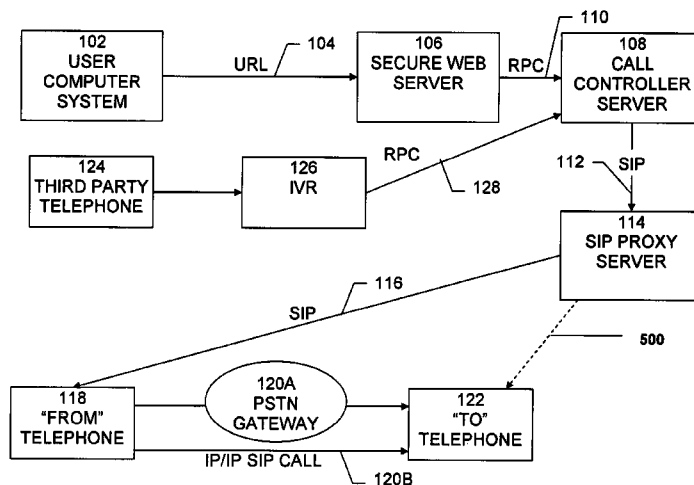 102
USER
COMPUTER
SYSTEM
URL
104
106
SECURE WEB
SERVER
RPC
110
108
CALL
CONTROLLER
SERVER
124
THIRD PARTY
TELEPHONE
126
IVR
RPC
128
112
SIP
114
SIP PROXY
SERVER
116
SIP
500
118
"FROM"
TELEPHONE
120A
PSTN
GATEWAY
122
"TO"
TELEPHONE
IP/IP SIP CALL
120B